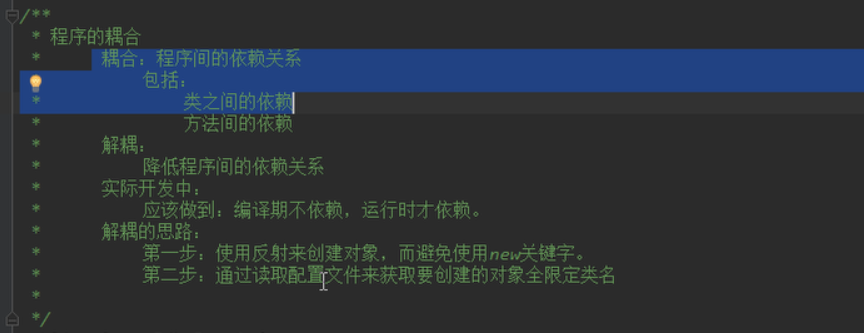 /**
* 程序的耦合
* 耦合：程序间的依赖关系
包括：
* 类之间的依赖
* 方法间的依赖
* 解耦：
* 降低程序间的依赖关系
* 实际开发中：
* 应该做到：编译期不依赖，运行时才依赖。
* 解耦的思路：
* 第一步：使用反射来创建对象，而避免使用new关键字。
* 第二步：通过读取配置文件来获取要创建的对象全限定类名
*
*/